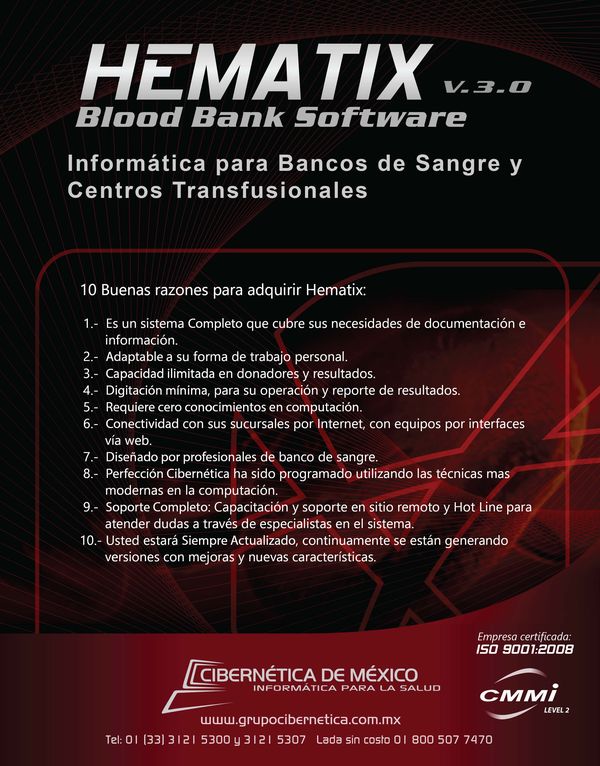 HEMATIX V.3.0
Blood Bank Software
Informática para Bancos de Sangre y
Centros Transfusionales
10 Buenas razones para adquirir Hematix:
1.- Es un sistema Completo que cubre sus necesidades de documentación e
información.
2.- Adaptable a su forma de trabajo personal.
3.- Capacidad ilimitada en donadores y resultados.
4.- Digitación mínima, para su operación y reporte de resultados.
5.- Requiere cero conocimientos en computación.
6.- Conectividad con sus sucursales por Internet, con equipos por interfaces
vía web.
7.- Diseñado por profesionales de banco de sangre.
8.- Perfección Cibernética ha sido programado utilizando las técnicas mas
modernas en la computación.
9.- Soporte Completo: Capacitación y soporte en sitio remoto y Hot Line para
atender dudas a través de especialistas en el sistema.
10.- Usted estará Siempre Actualizado, continuamente se están generando
versiones con mejoras y nuevas características.
Empresa certificada:
ISO 9001:2008
CMMi
LEVEL 2
CIBERNÉTICA DE MÉXICO
INFORMÁTICA PARA LA SALUD
www.grupocibernetica.com.mx
Tel: 01 (33) 3121 5300 y 3121 5307 Lada sin costo 01 800 507 7470